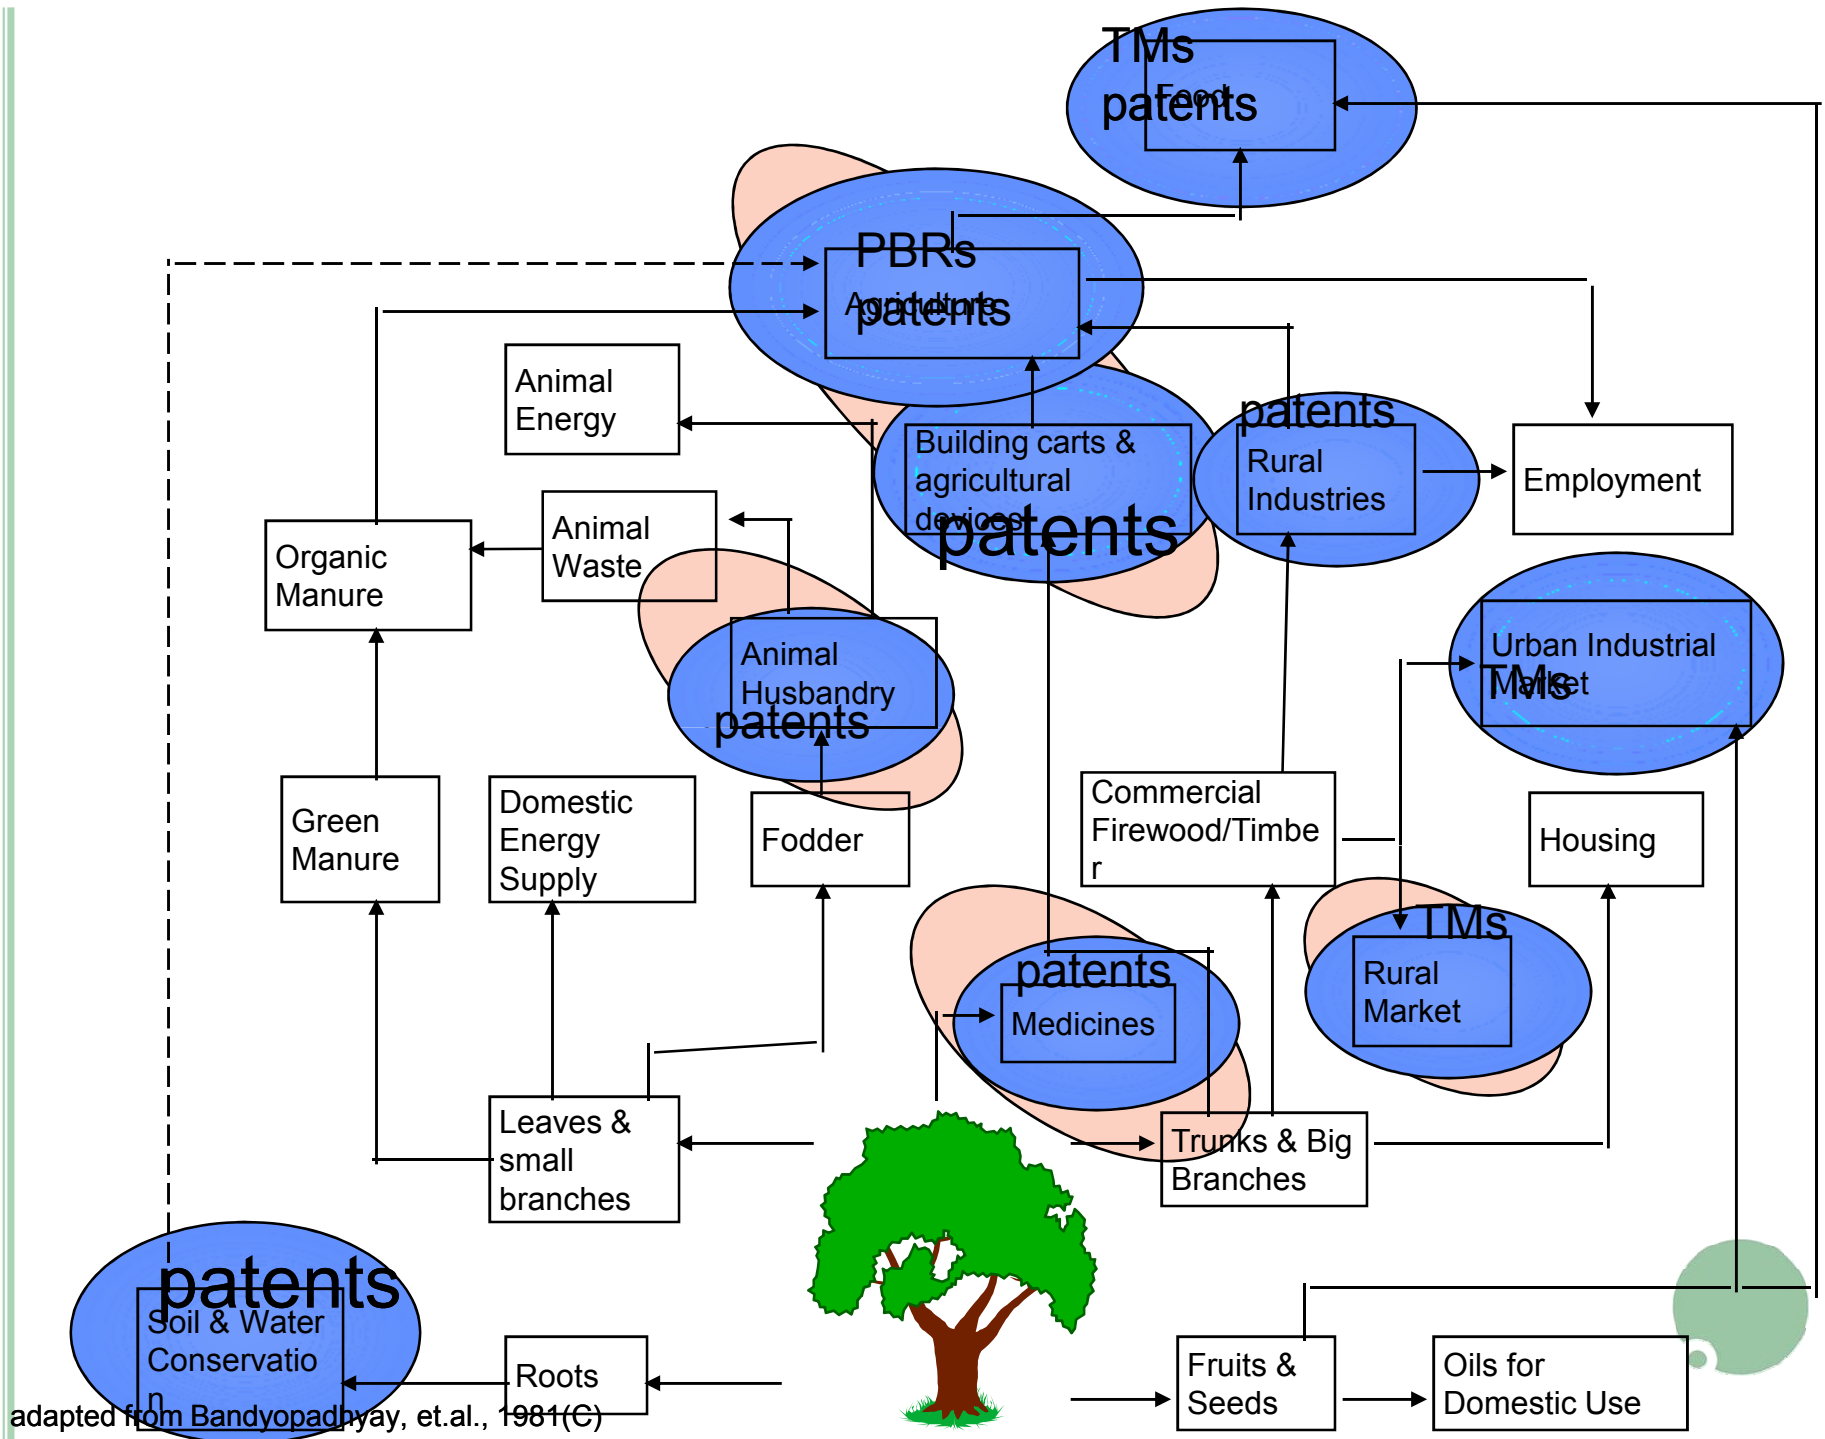 TMs
patents
Food
PBRs
patents
Agriculture
Animal
Energy
patents
Building carts &
agricultural
devices
patents
Rural
Industries
Employment
Animal
Waste
Organic
Manure
Animal
Husbandry
patents
Urban Industrial
Market
TMs
Green
Manure
Domestic
Energy
Supply
Fodder
Commercial
Firewood/Timbe
r
Housing
TMs
Rural
Market
patents
Medicines
Leaves &
small
branches
Trunks & Big
Branches
patents
Soil & Water
Conservatio
n
Roots
Fruits &
Seeds
Oils for
Domestic Use
adapted from Bandyopadhyay, et.al., 1981(C)